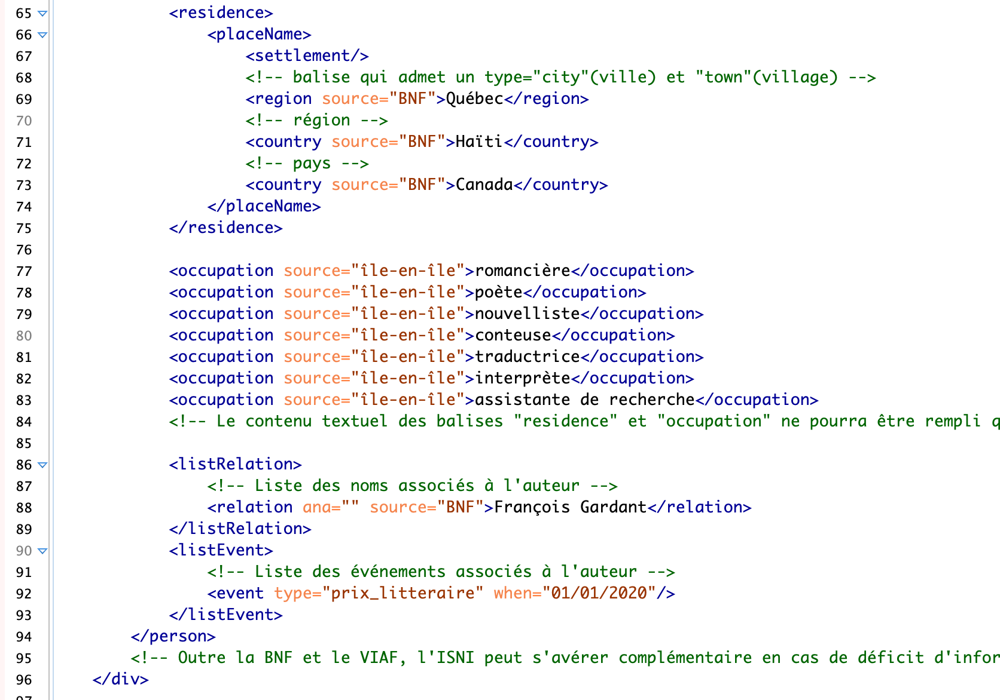 65 <residence>
66 <placeName>
67 <settlement/>
68 <!-- balise qui admet un type="city"(ville) et "town"(village) -->
69 <region source="BNF">Québec</region>
70 <!-- région -->
71 <country source="BNF">Haïti</country>
72 <!-- pays -->
73 <country source="BNF">Canada</country>
74 </placeName>
75 </residence>
76
77 <occupation source="île-en-île">romancière</occupation>
78 <occupation source="île-en-île">poète</occupation>
79 <occupation source="île-en-île">nouvelliste</occupation>
80 <occupation source="île-en-île">conteuse</occupation>
81 <occupation source="île-en-île">traductrice</occupation>
82 <occupation source="île-en-île">interprète</occupation>
83 <occupation source="île-en-île">assistante de recherche</occupation>
84 <!-- Le contenu textuel des balises "residence" et "occupation" ne pourra être rempli q
85
86 <listRelation>
87 <!-- Liste des noms associés à l'auteur -->
88 <relation ana="" source="BNF">François Gardant</relation>
89 </listRelation>
90 <listEvent>
91 <!-- Liste des événements associés à l'auteur -->
92 <event type="prix_litteraire" when="01/01/2020"/>
93 </listEvent>
94 </person>
95 <!-- Outre la BNF et le VIAF, l'ISNI peut s'avérer complémentaire en cas de déficit d'infor
96 </div>
97